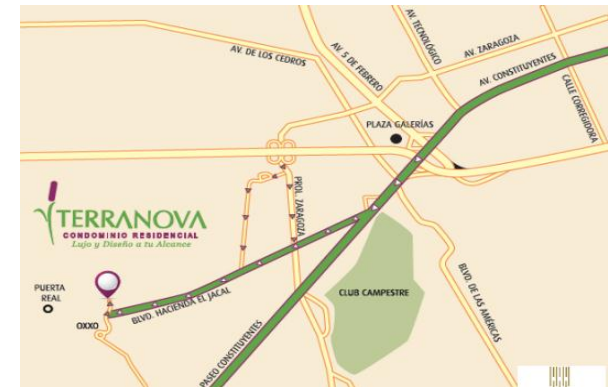 AV. DE LOS CEDROS
AV. 5 DE FEBRERO
AV. TECNOLÓGICO
AV. ZARAGOZA
AV. CONSTITUYENTES
CALLE CORREGIDORA
PLAZA GALERÍAS
PROL. ZARAGOZA
TERRANOVA
CONDOMINIO RESIDENCIAL
Lujo y Diseño a tu Alcance
PUERTA
REAL
OXXO
BLVD. HACIENDA EL JACAL
CLUB CAMPESTRE
BLVD. DE LAS AMÉRICAS
PASEO CONSTITUYENTES